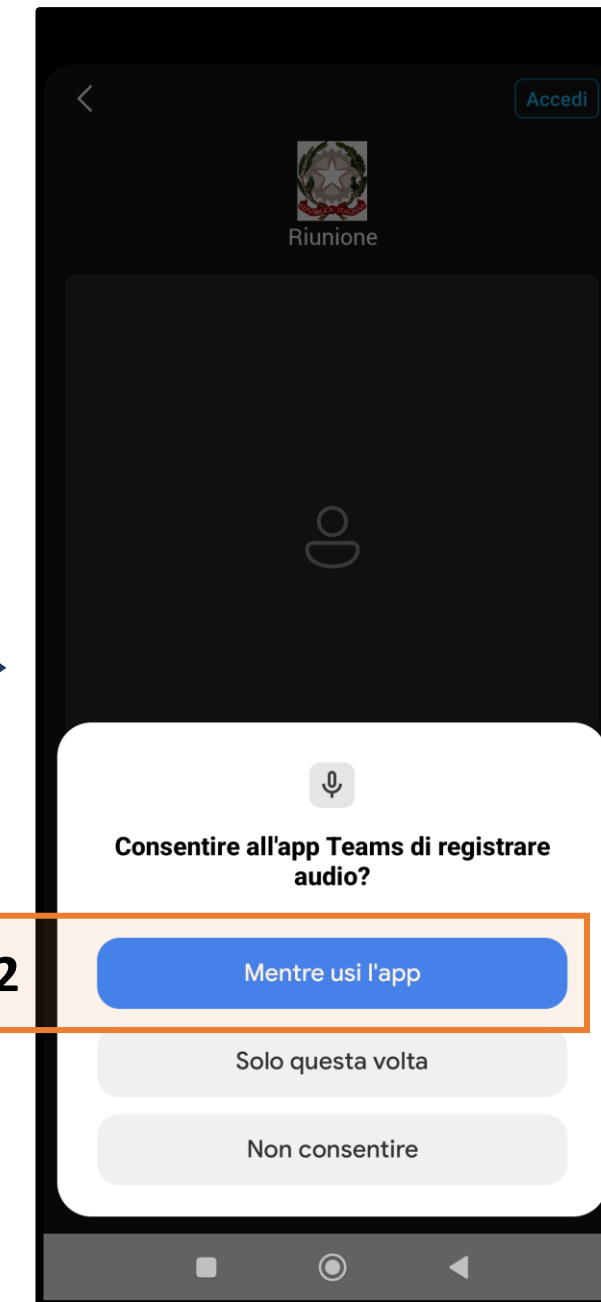 Accedi
Riunione
Consentire all'app Teams di registrare
audio?
2
Mentre usi l'app
Solo questa volta
Non consentire